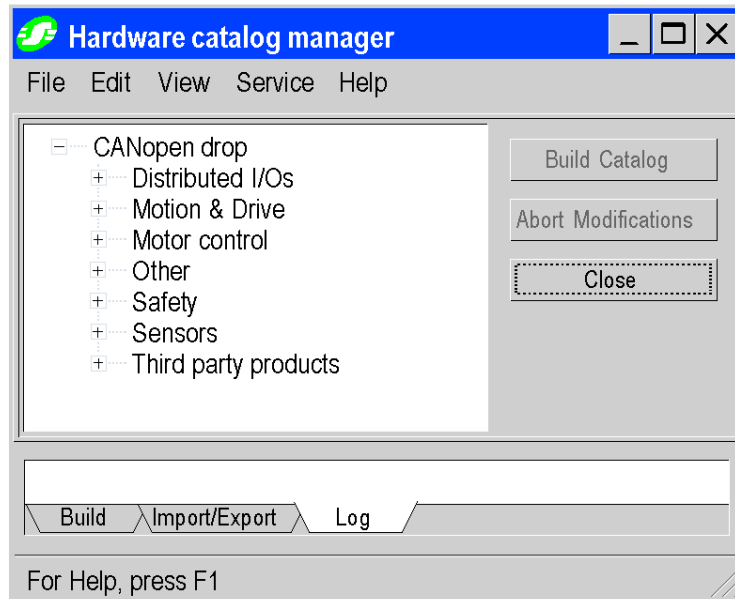 Hardware catalog manager
File Edit View Service Help
CANopen drop
Distributed I/Os
Motion & Drive
Motor control
Other
Safety
Sensors
Third party products
Build Catalog
Abort Modifications
Close
Build Import/Export Log
For Help, press F1